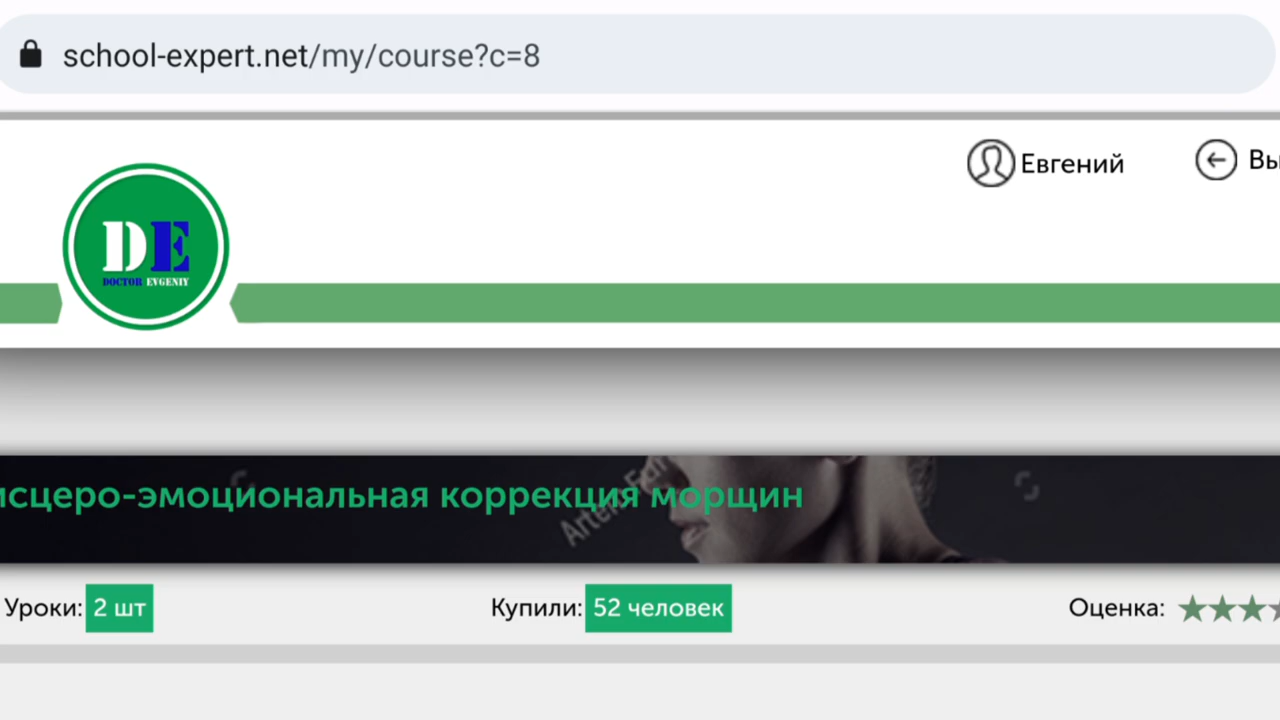 school-expert.net/my/course?c=8
Евгений
Вы
DE
DOCTOR EVGENIY
исцеро-эмоциональная коррекция морщин
Уроки: 2 шт
Купили: 52 человек
Оценка: